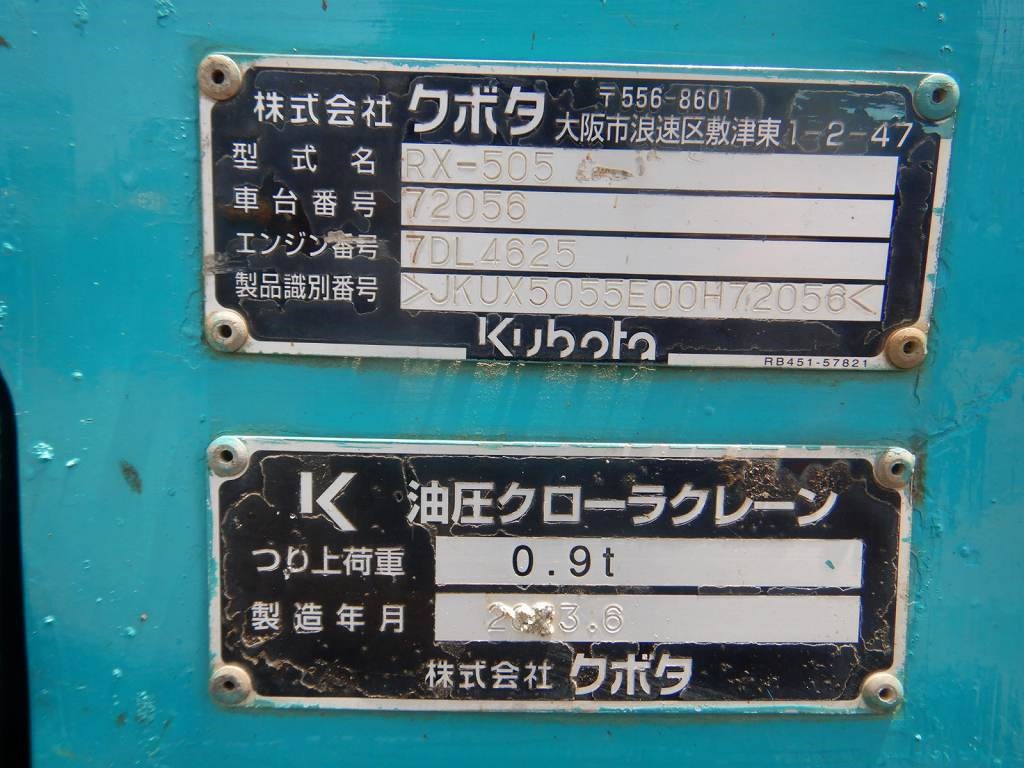 株式会社 クボタ 〒556-8601
大阪市浪速区敷津東1-2-47
型式名 RX-505
車台番号 72056
エンジン番号 7DL4625
製品識別番号 >JKUX5055E00H72056<
Kubota
RB451-57821
K 油圧クローラクレーン
つり上荷重 0.9t
製造年月
株式会社 クボタ